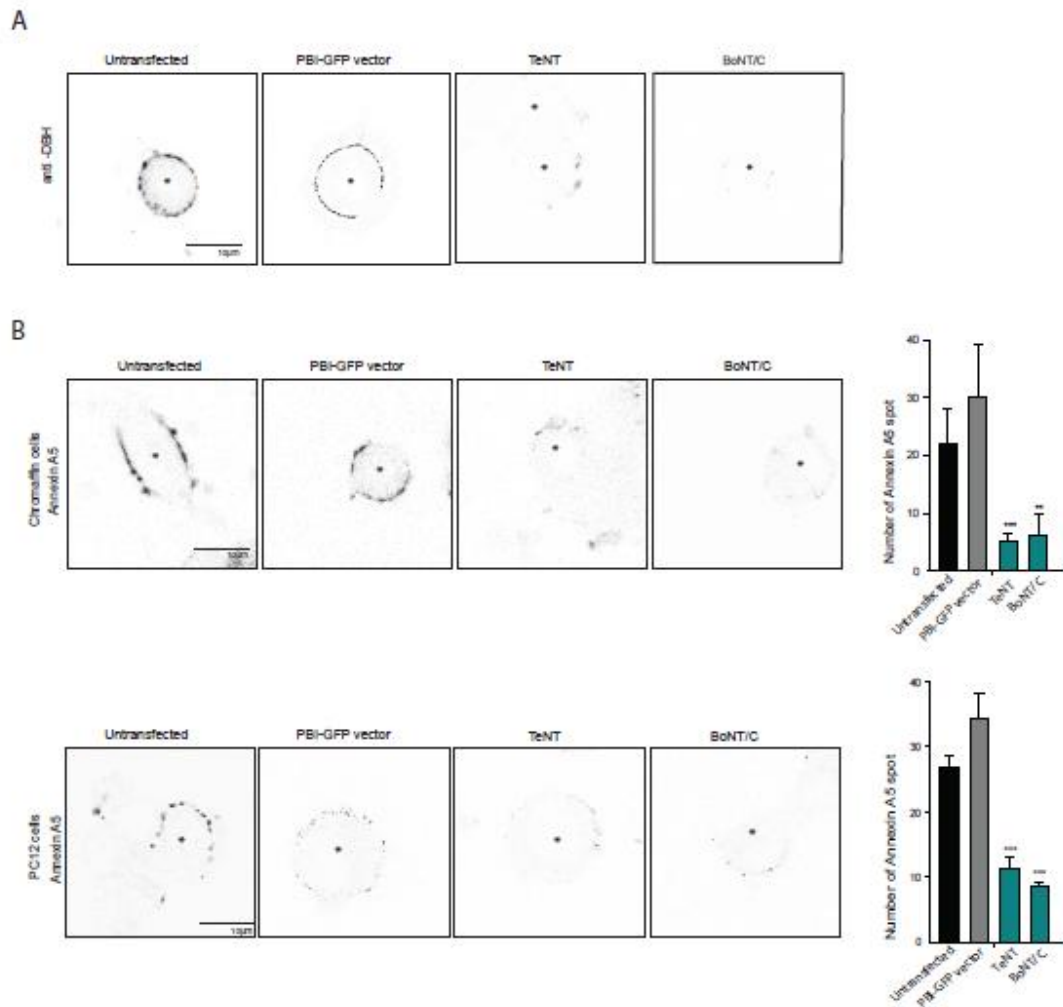 A
Untransfected
PBI-GFP vector
TeNT
BoNT/C
anti -DBH
10µm
B
Untransfected
PBI-GFP vector
TeNT
BoNT/C
Chromaffin cells
Annexin A5
10µm
Number of Annexin A5 spot
40
30
20
10
0
***
**
Untransfected
PBI-GFP vector
TeNT
BoNT/C
Untransfected
PBI-GFP vector
TeNT
BoNT/C
PC12 cells
Annexin A5
10µm
Number of Annexin A5 spot
40
30
20
10
0
***
***
Untransfected
PBI-GFP vector
TeNT
BoNT/C